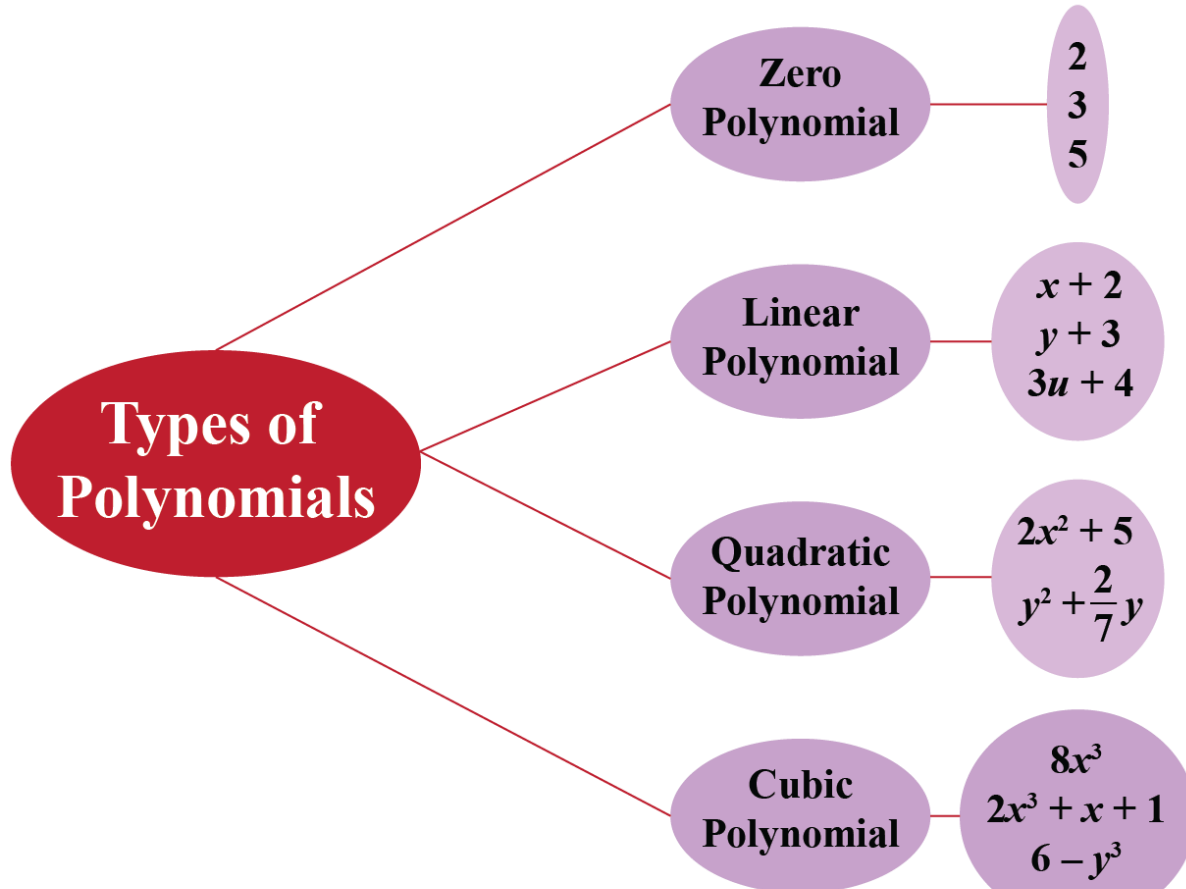 Types of
Polynomials
Zero
Polynomial
2
3
5
Linear
Polynomial
x + 2
y + 3
3u + 4
Quadratic
Polynomial
2x² + 5
y² + 2/7 y
Cubic
Polynomial
8x³
2x³ + x + 1
6 – y³